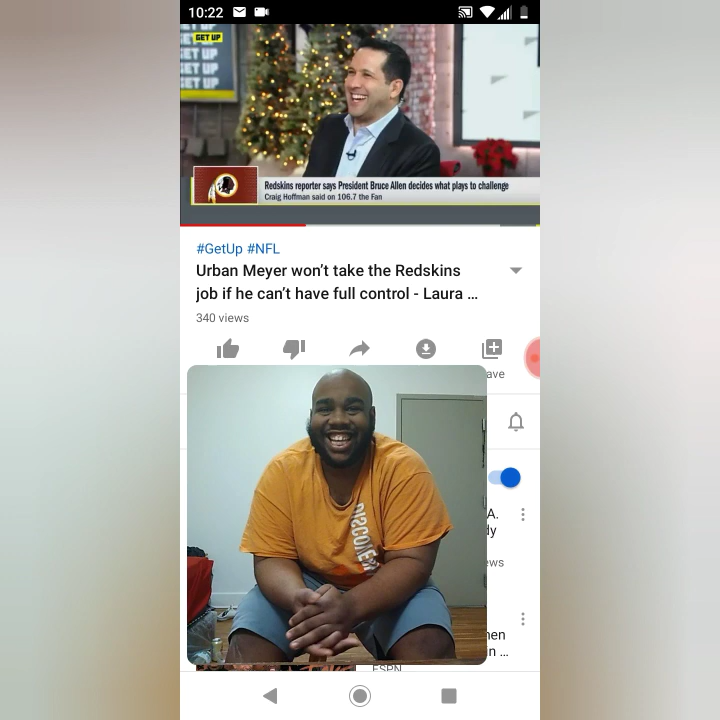 10:22
GET UP
GET UP
GET UP
GET UP
Redskins reporter says President Bruce Allen decides what plays to challenge
Craig Hoffman said on 106.7 the Fan
#GetUp #NFL
Urban Meyer won't take the Redskins
job if he can't have full control - Laura ...
340 views
ave
DISCOVER
A.
dy
ews
hen
in ...
ESPN